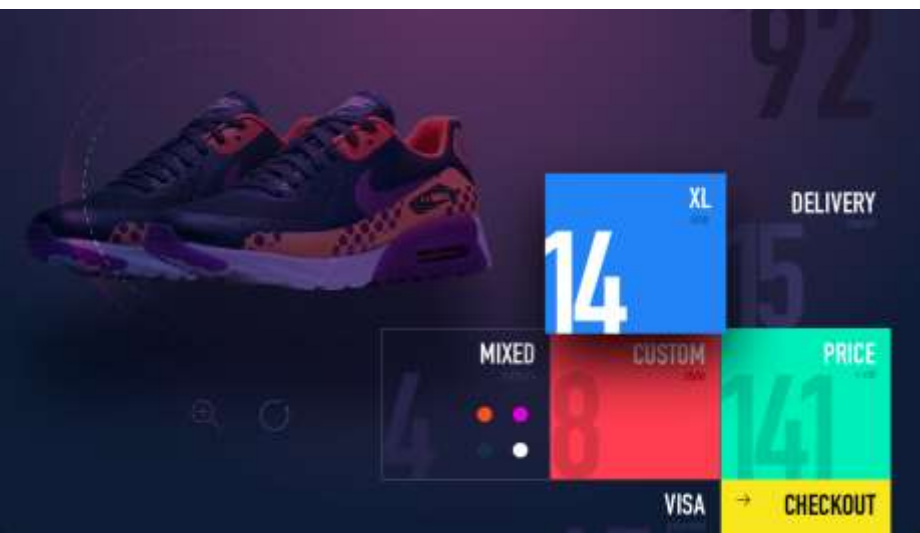 92
XL
14
DELIVERY
15
MIXED
4
CUSTOM
8
PRICE
141
VISA
CHECKOUT